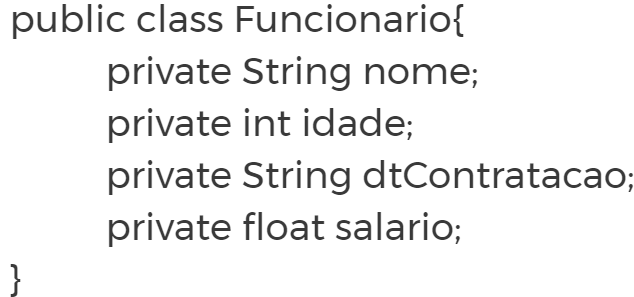 public class Funcionario{
private String nome;
private int idade;
private String dtContratacao;
private float salario;
}